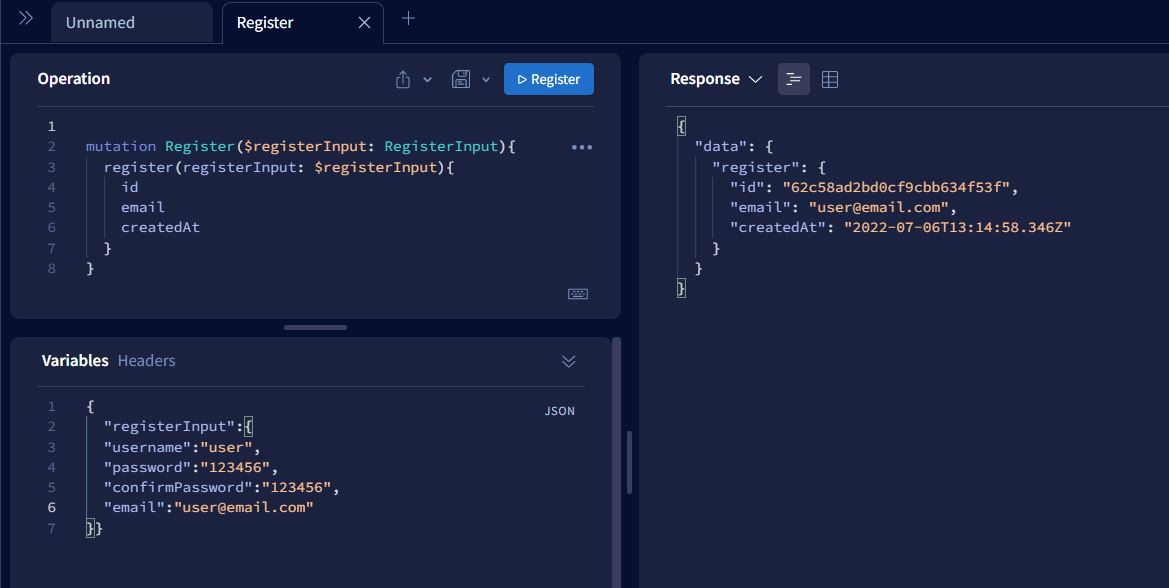 Unnamed
Register
Operation
Register
1
2 mutation Register($registerInput: RegisterInput){
3 register(registerInput: $registerInput){
4 id
5 email
6 createdAt
7 }
8 }
Variables Headers
JSON
1 {
2 "registerInput":{
3 "username":"user",
4 "password":"123456",
5 "confirmPassword":"123456",
6 "email":"user@email.com"
7 }}
Response
{
"data": {
"register": {
"id": "62c58ad2bd0cf9cbb634f53f",
"email": "user@email.com",
"createdAt": "2022-07-06T13:14:58.346Z"
}
}
}